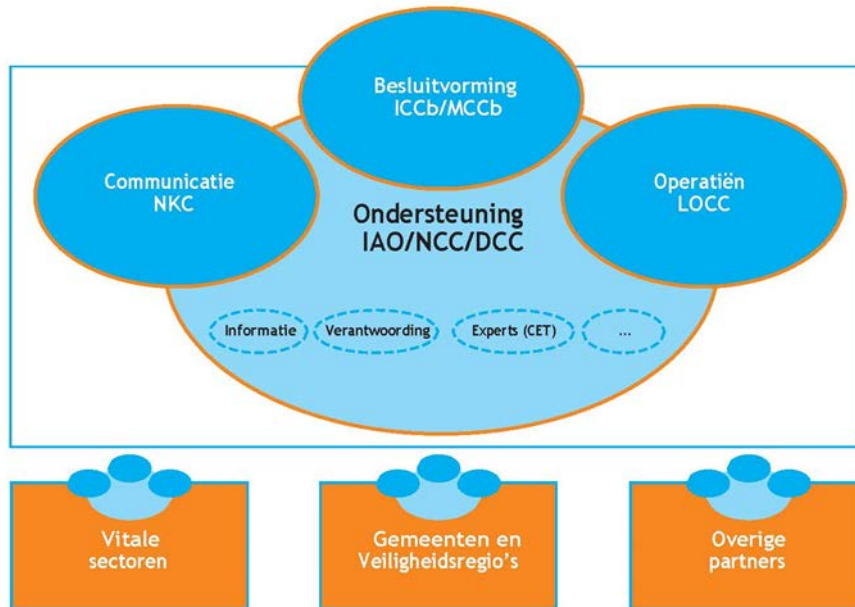 Besluitvorming
ICCb/MCCb
Communicatie
NKC
Operatiën
LOCC
Ondersteuning
IAO/NCC/DCC
Informatie
Verantwoording
Experts (CET)
...
Vitale
sectoren
Gemeenten en
Veiligheidsregio's
Overige
partners